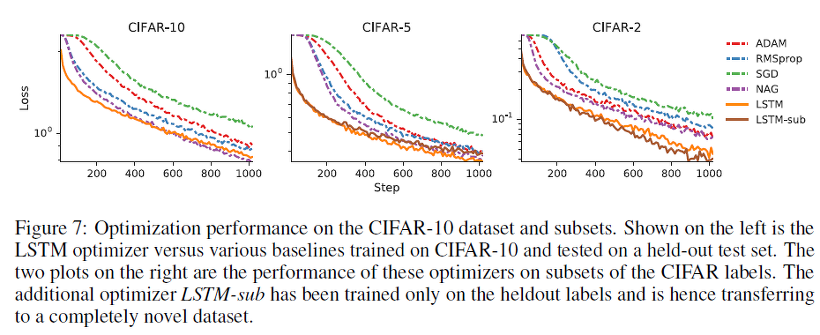 CIFAR-10
CIFAR-5
CIFAR-2
Loss
10⁰
10⁰
10⁻¹
200 400 600 800 1000
200 400 600 800 1000
200 400 600 800 1000
Step
ADAM
RMSprop
SGD
NAG
LSTM
LSTM-sub
Figure 7: Optimization performance on the CIFAR-10 dataset and subsets. Shown on the left is the
LSTM optimizer versus various baselines trained on CIFAR-10 and tested on a held-out test set. The
two plots on the right are the performance of these optimizers on subsets of the CIFAR labels. The
additional optimizer LSTM-sub has been trained only on the heldout labels and is hence transferring
to a completely novel dataset.